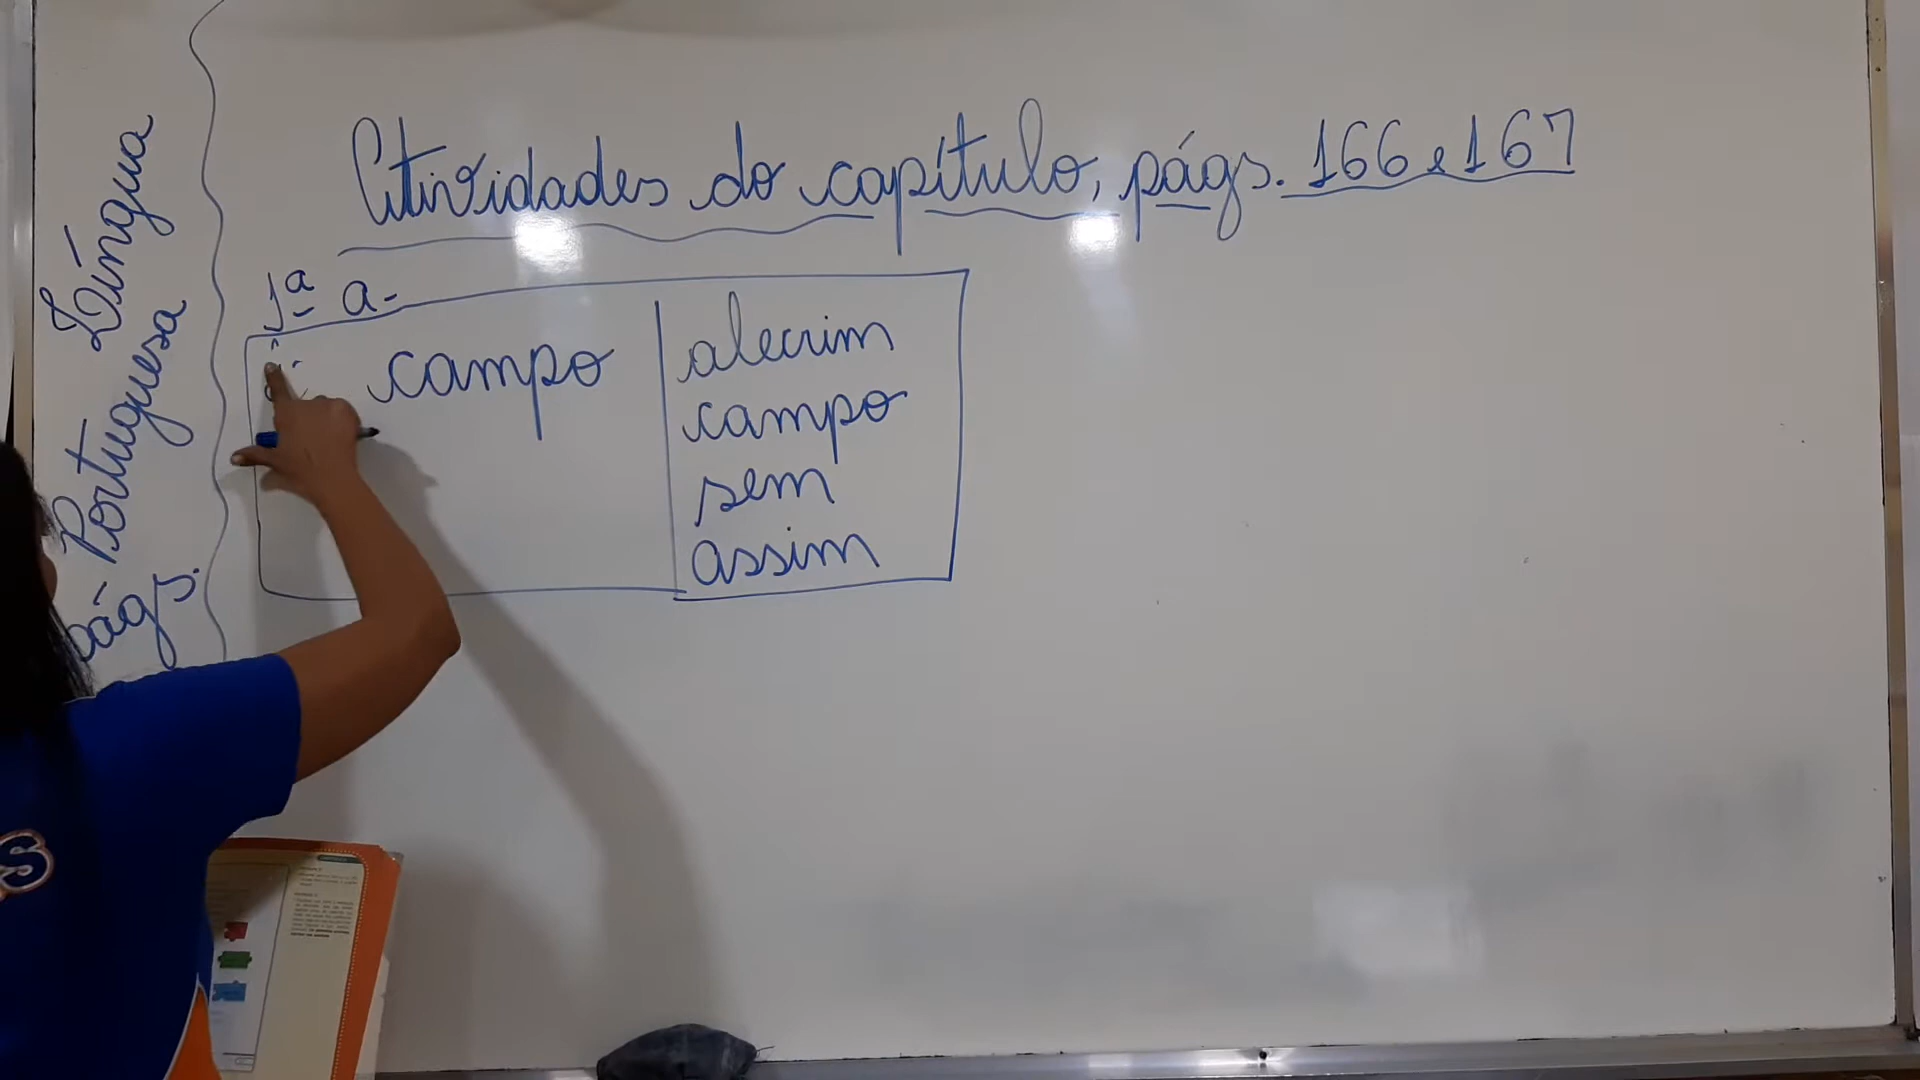 Língua
Portuguesa
págs.
Atividades do capítulo, págs. 166 e 167
1ª a-
campo
alecrim
campo
sem
assim